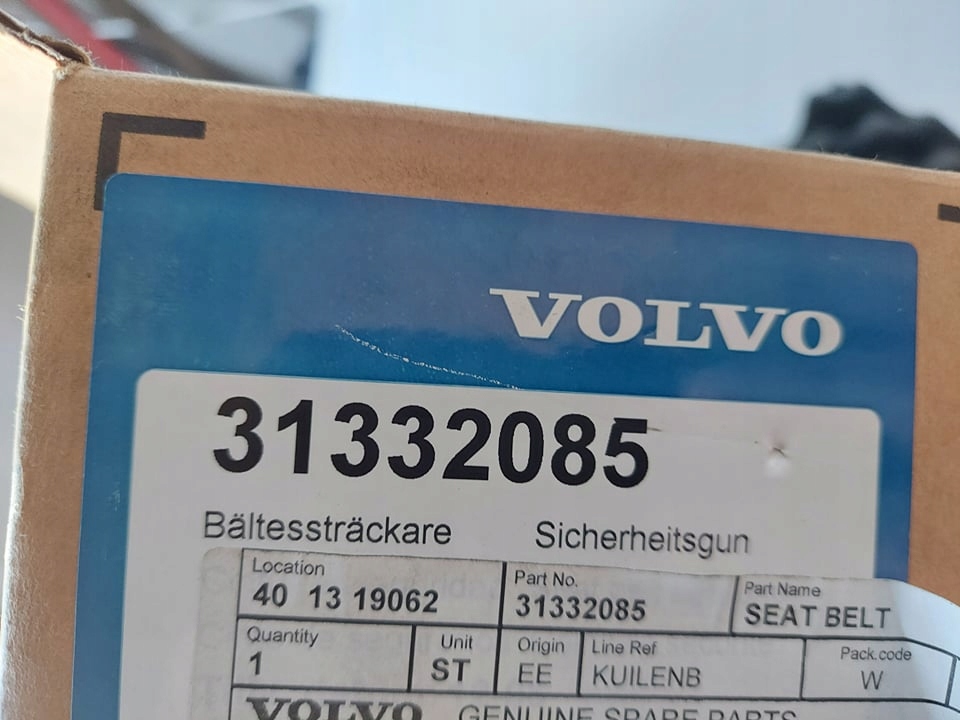 VOLVO
31332085
Bältessträckare Sicherheitsgun
Location Part No. Part Name
40 13 19062 31332085 SEAT BELT
Quantity Unit Origin Line Ref Pack.code
1 ST EE KUILENB W
VOLVO GENUINE SPARE PARTS